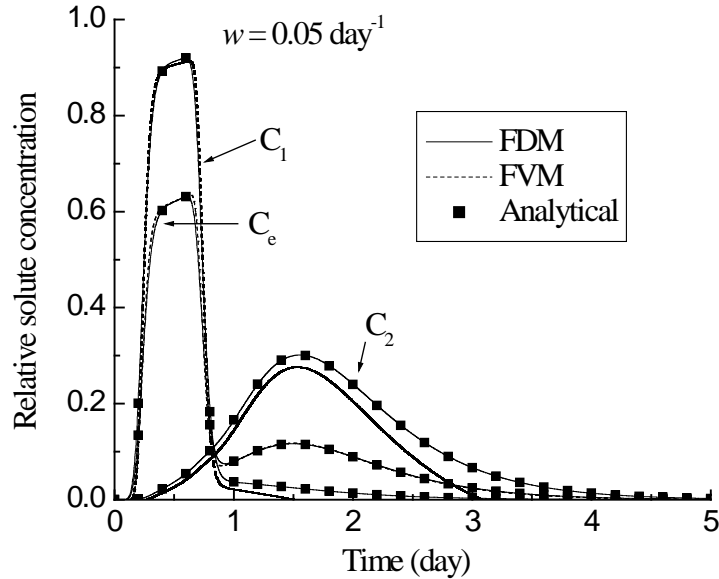 w = 0.05 day⁻¹
1.0
0.8
0.6
0.4
0.2
0.0
Relative solute concentration
C₁
Cₑ
C₂
FDM
FVM
Analytical
0 1 2 3 4 5
Time (day)